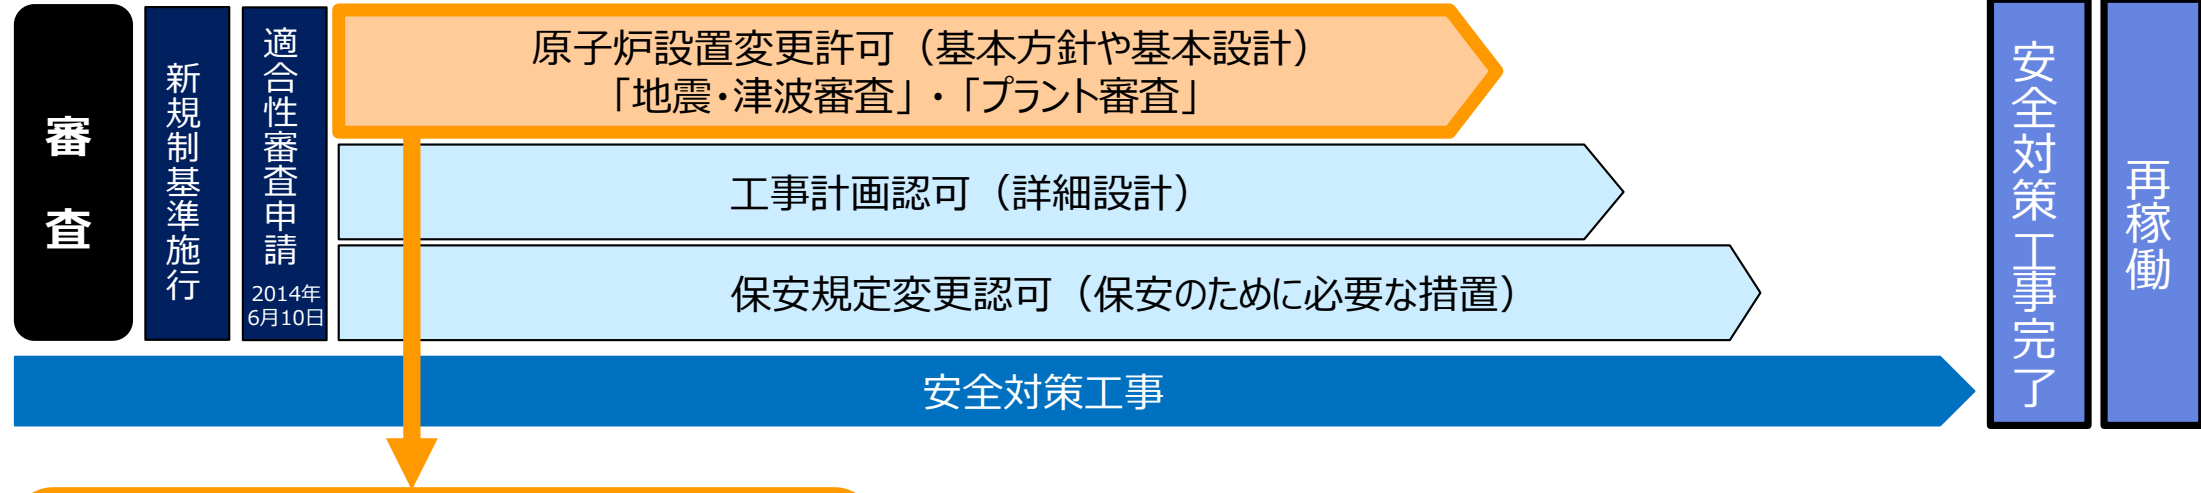 審査
新規制基準施行
適合性審査申請
2014年
6月10日
原子炉設置変更許可（基本方針や基本設計）
「地震・津波審査」・「プラント審査」
工事計画認可（詳細設計）
保安規定変更認可（保安のために必要な措置）
安全対策工事
安全対策工事完了
再稼働